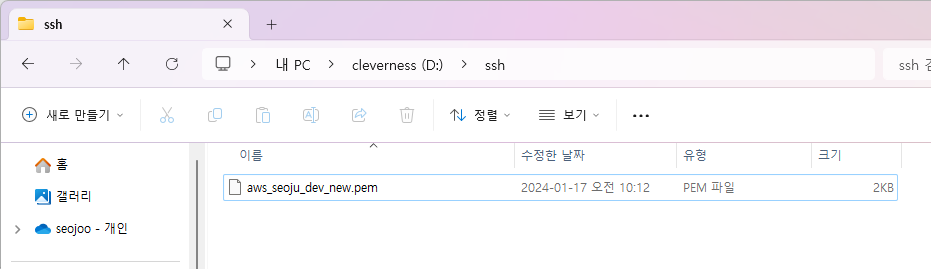 ssh
내 PC > cleverness (D:) > ssh
ssh 검
새로 만들기
정렬
보기
이름 수정한 날짜 유형 크기
홈
aws_seoju_dev_new.pem 2024-01-17 오전 10:12 PEM 파일 2KB
갤러리
seojoo - 개인